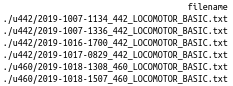 filename
./u442/2019-1007-1134_442_LOCOMOTOR_BASIC.txt
./u442/2019-1007-1336_442_LOCOMOTOR_BASIC.txt
./u442/2019-1016-1700_442_LOCOMOTOR_BASIC.txt
./u442/2019-1017-0829_442_LOCOMOTOR_BASIC.txt
./u460/2019-1018-1308_460_LOCOMOTOR_BASIC.txt
./u460/2019-1018-1507_460_LOCOMOTOR_BASIC.txt